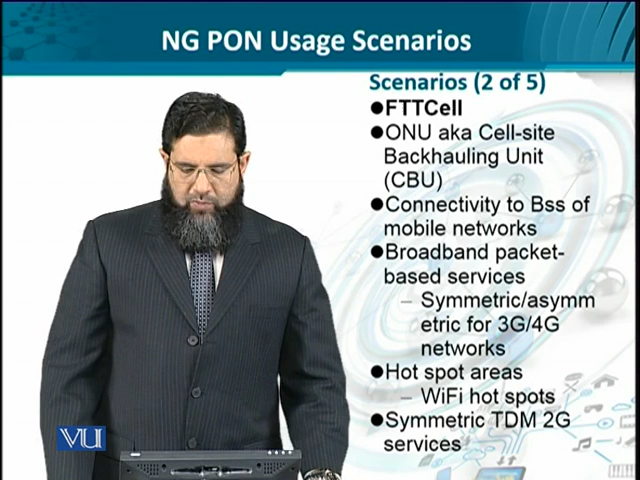 NG PON Usage Scenarios
Scenarios (2 of 5)
●FTTCell
●ONU aka Cell-site
Backhauling Unit
(CBU)
●Connectivity to Bss of
mobile networks
●Broadband packet-
based services
– Symmetric/asymm
etric for 3G/4G
networks
●Hot spot areas
– WiFi hot spots
●Symmetric TDM 2G
services
VU